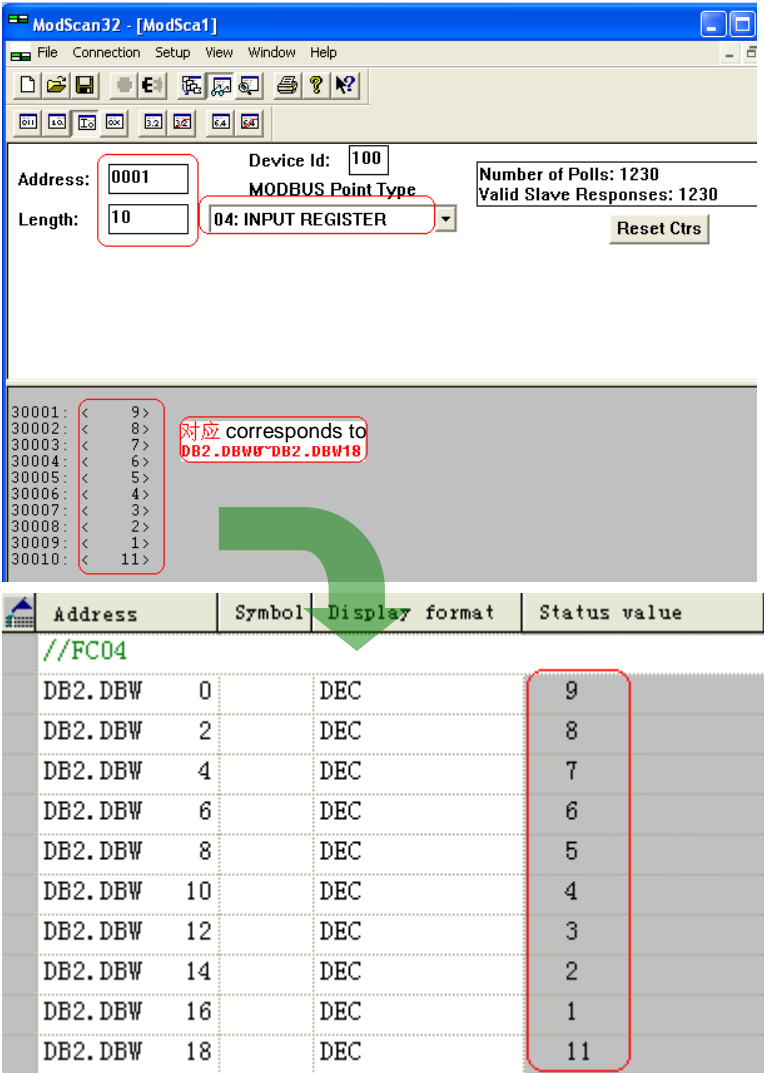 ModScan32 - [ModSca1]
File Connection Setup View Window Help
Address: 0001
Device Id: 100
MODBUS Point Type
Length: 10
04: INPUT REGISTER
Number of Polls: 1230
Valid Slave Responses: 1230
Reset Ctrs
30001: < 9>
30002: < 8>
30003: < 7>
30004: < 6>
30005: < 5>
30006: < 4>
30007: < 3>
30008: < 2>
30009: < 1>
30010: < 11>
对应 corresponds to
DB2.DBW0~DB2.DBW18
Address Symbol Display format Status value
//FC04
DB2.DBW 0 DEC 9
DB2.DBW 2 DEC 8
DB2.DBW 4 DEC 7
DB2.DBW 6 DEC 6
DB2.DBW 8 DEC 5
DB2.DBW 10 DEC 4
DB2.DBW 12 DEC 3
DB2.DBW 14 DEC 2
DB2.DBW 16 DEC 1
DB2.DBW 18 DEC 11